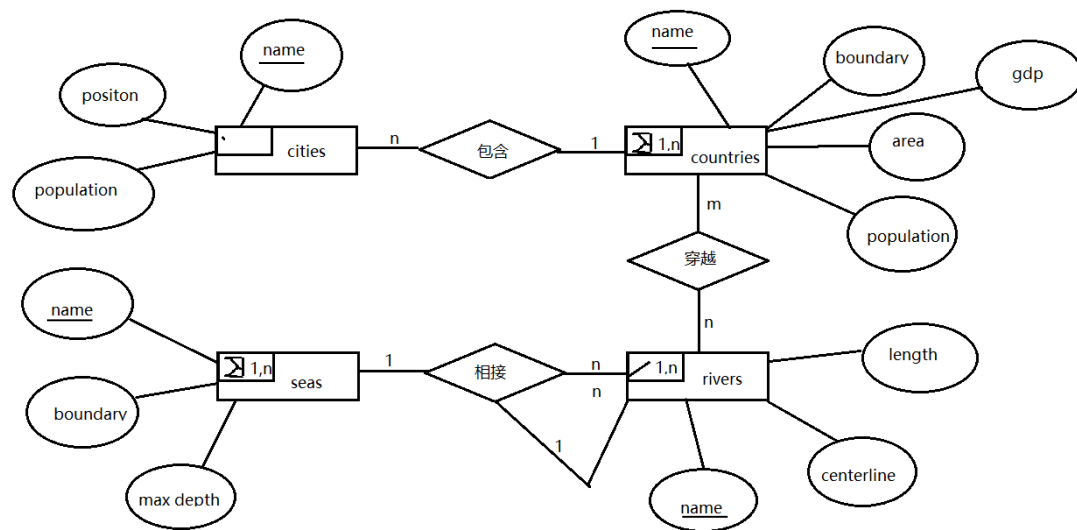 name
positon
population
cities
n
包含
1
name
boundary
gdp
area
population
1,n
countries
m
穿越
n
name
boundary
max depth
1,n
seas
1
相接
n
n
1
1,n
rivers
length
centerline
name